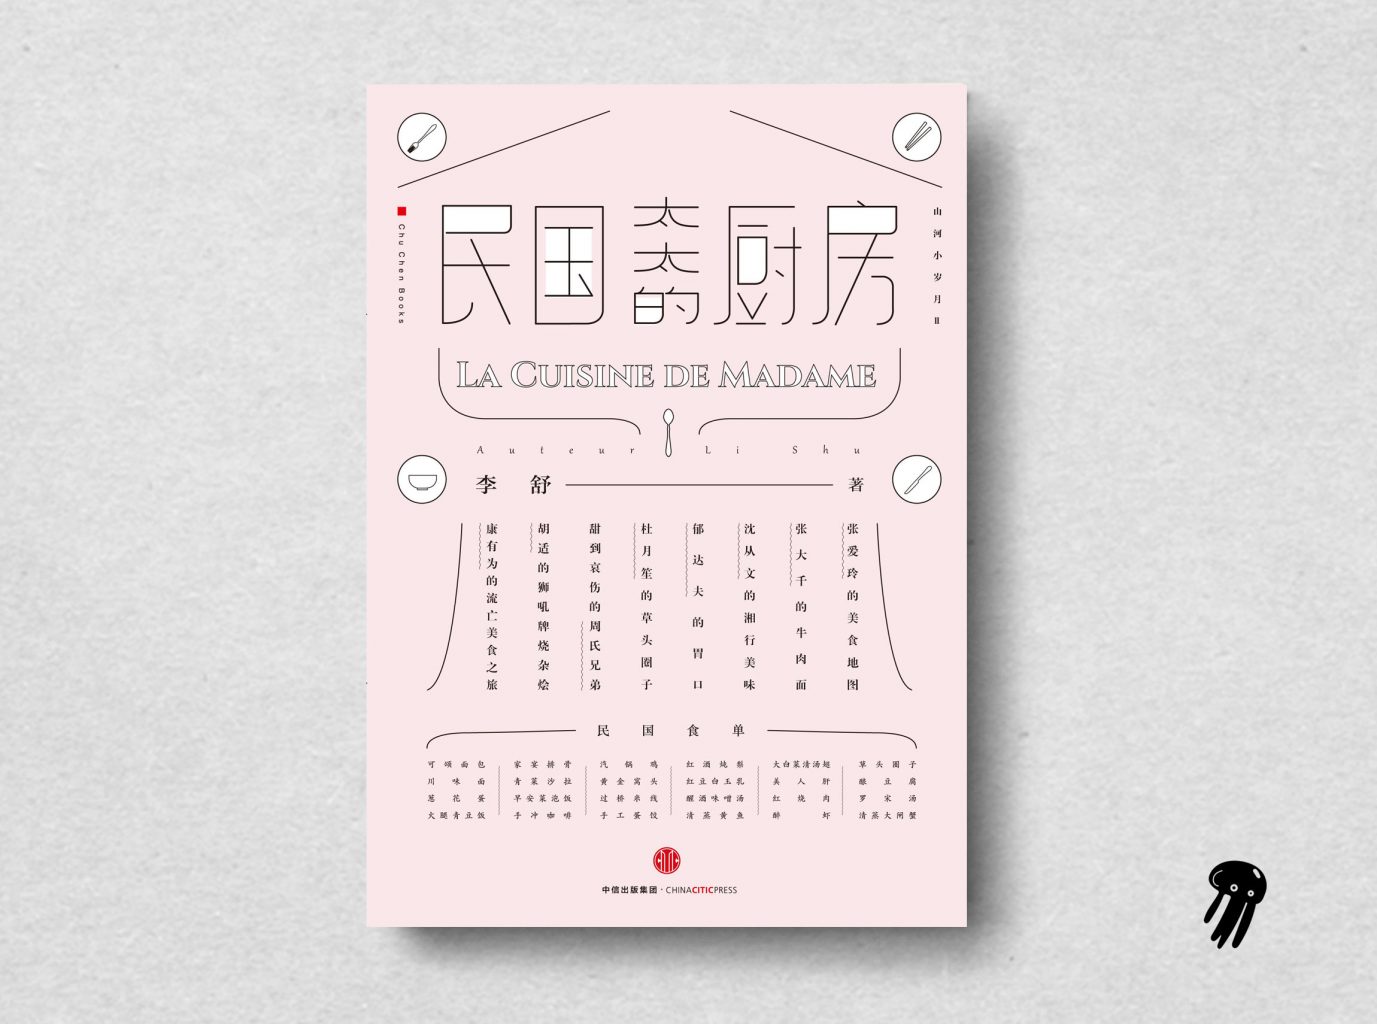 民国太太的厨房
Chu Chen Books
山河小岁月 II
LA CUISINE DE MADAME
Auteur Li Shu
李舒 著
张爱玲的美食地图
张大千的牛肉面
沈从文的湘行美味
郁达夫的胃口
杜月笙的草头圈子
甜到哀伤的周氏兄弟
胡适的狮吼牌烧杂烩
康有为的流亡美食之旅
民国食单
可颂面包
川味面
葱花蛋
火腿青豆饭
家宴拼骨
青菜沙拉
早安菜泡饭
手冲咖啡
汽锅鸡
黄金窝头
过桥米线
手工蛋饺
红酒炖梨
红豆白玉乳
醒酒味噌汤
清蒸黄鱼
火白菜清汤翅
美人肝
红烧肉
醉虾
草头圈子
酿豆腐
罗宋汤
清蒸大闸蟹
中信出版集团·CHINACITICPRESS